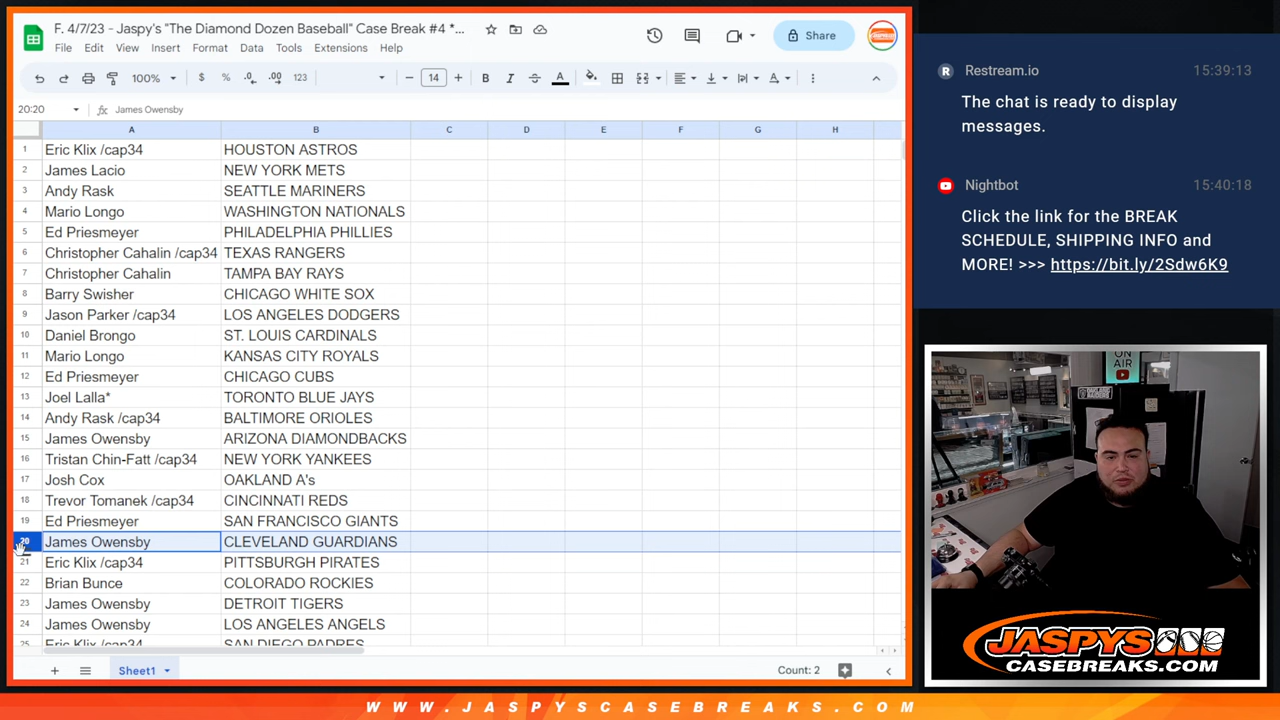 F. 4/7/23 - Jaspy's "The Diamond Dozen Baseball" Case Break #4 *...
File Edit View Insert Format Data Tools Extensions Help
Share
100% $ % .0 .00 123 14 B I A
20:20 fx James Owensby
A B C D E F G H
1 Eric Klix /cap34 HOUSTON ASTROS
2 James Lacio NEW YORK METS
3 Andy Rask SEATTLE MARINERS
4 Mario Longo WASHINGTON NATIONALS
5 Ed Priesmeyer PHILADELPHIA PHILLIES
6 Christopher Cahalin /cap34 TEXAS RANGERS
7 Christopher Cahalin TAMPA BAY RAYS
8 Barry Swisher CHICAGO WHITE SOX
9 Jason Parker /cap34 LOS ANGELES DODGERS
10 Daniel Brongo ST. LOUIS CARDINALS
11 Mario Longo KANSAS CITY ROYALS
12 Ed Priesmeyer CHICAGO CUBS
13 Joel Lalla* TORONTO BLUE JAYS
14 Andy Rask /cap34 BALTIMORE ORIOLES
15 James Owensby ARIZONA DIAMONDBACKS
16 Tristan Chin-Fatt /cap34 NEW YORK YANKEES
17 Josh Cox OAKLAND A's
18 Trevor Tomanek /cap34 CINCINNATI REDS
19 Ed Priesmeyer SAN FRANCISCO GIANTS
20 James Owensby CLEVELAND GUARDIANS
21 Eric Klix /cap34 PITTSBURGH PIRATES
22 Brian Bunce COLORADO ROCKIES
23 James Owensby DETROIT TIGERS
24 James Owensby LOS ANGELES ANGELS
25 Eric Klix /cap34 SAN DIEGO PADRES
Sheet1
Count: 2
R Restream.io 15:39:13
The chat is ready to display
messages.
Nightbot 15:40:18
Click the link for the BREAK
SCHEDULE, SHIPPING INFO and
MORE! >>> https://bit.ly/2Sdw6K9
ON
AIR
JASPYS
CASEBREAKS.COM
WWW.JASPYSCASEBREAKS.COM